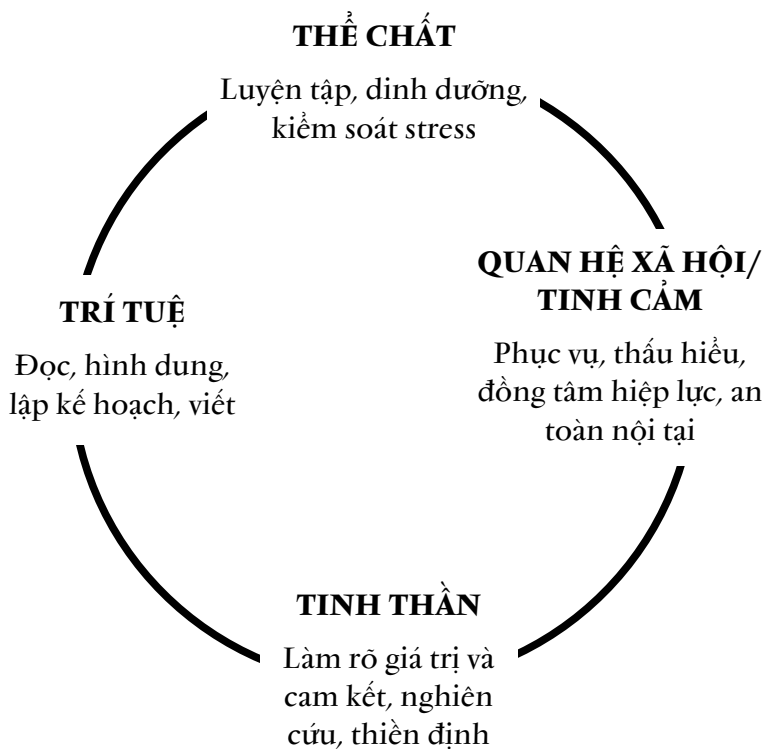 THỂ CHẤT
Luyện tập, dinh dưỡng,
kiểm soát stress
QUAN HỆ XÃ HỘI/
TINH CẢM
Phục vụ, thấu hiểu,
đồng tâm hiệp lực, an
toàn nội tại
TRÍ TUỆ
Đọc, hình dung,
lập kế hoạch, viết
TINH THẦN
Làm rõ giá trị và
cam kết, nghiên
cứu, thiền định